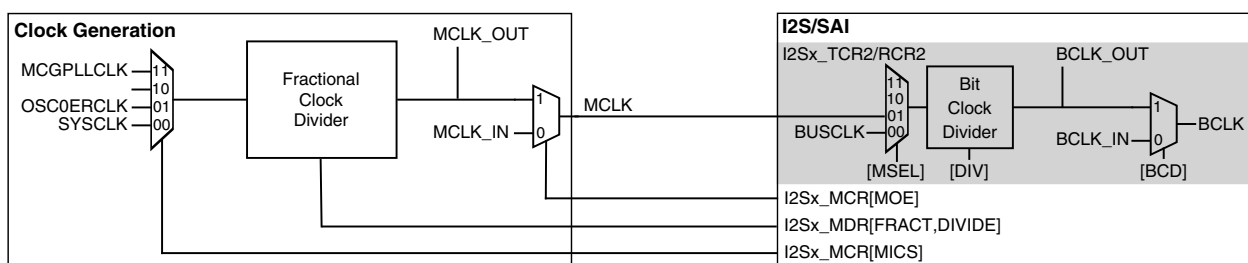 Clock Generation
MCGPLLCLK
OSC0ERCLK
SYSCLK
11
10
01
00
Fractional
Clock
Divider
MCLK_OUT
MCLK_IN
1
0
MCLK
I2S/SAI
I2Sx_TCR2/RCR2
11
10
01
00
BUSCLK
[MSEL]
Bit
Clock
Divider
[DIV]
BCLK_OUT
BCLK_IN
1
0
[BCD]
BCLK
I2Sx_MCR[MOE]
I2Sx_MDR[FRACT,DIVIDE]
I2Sx_MCR[MICS]